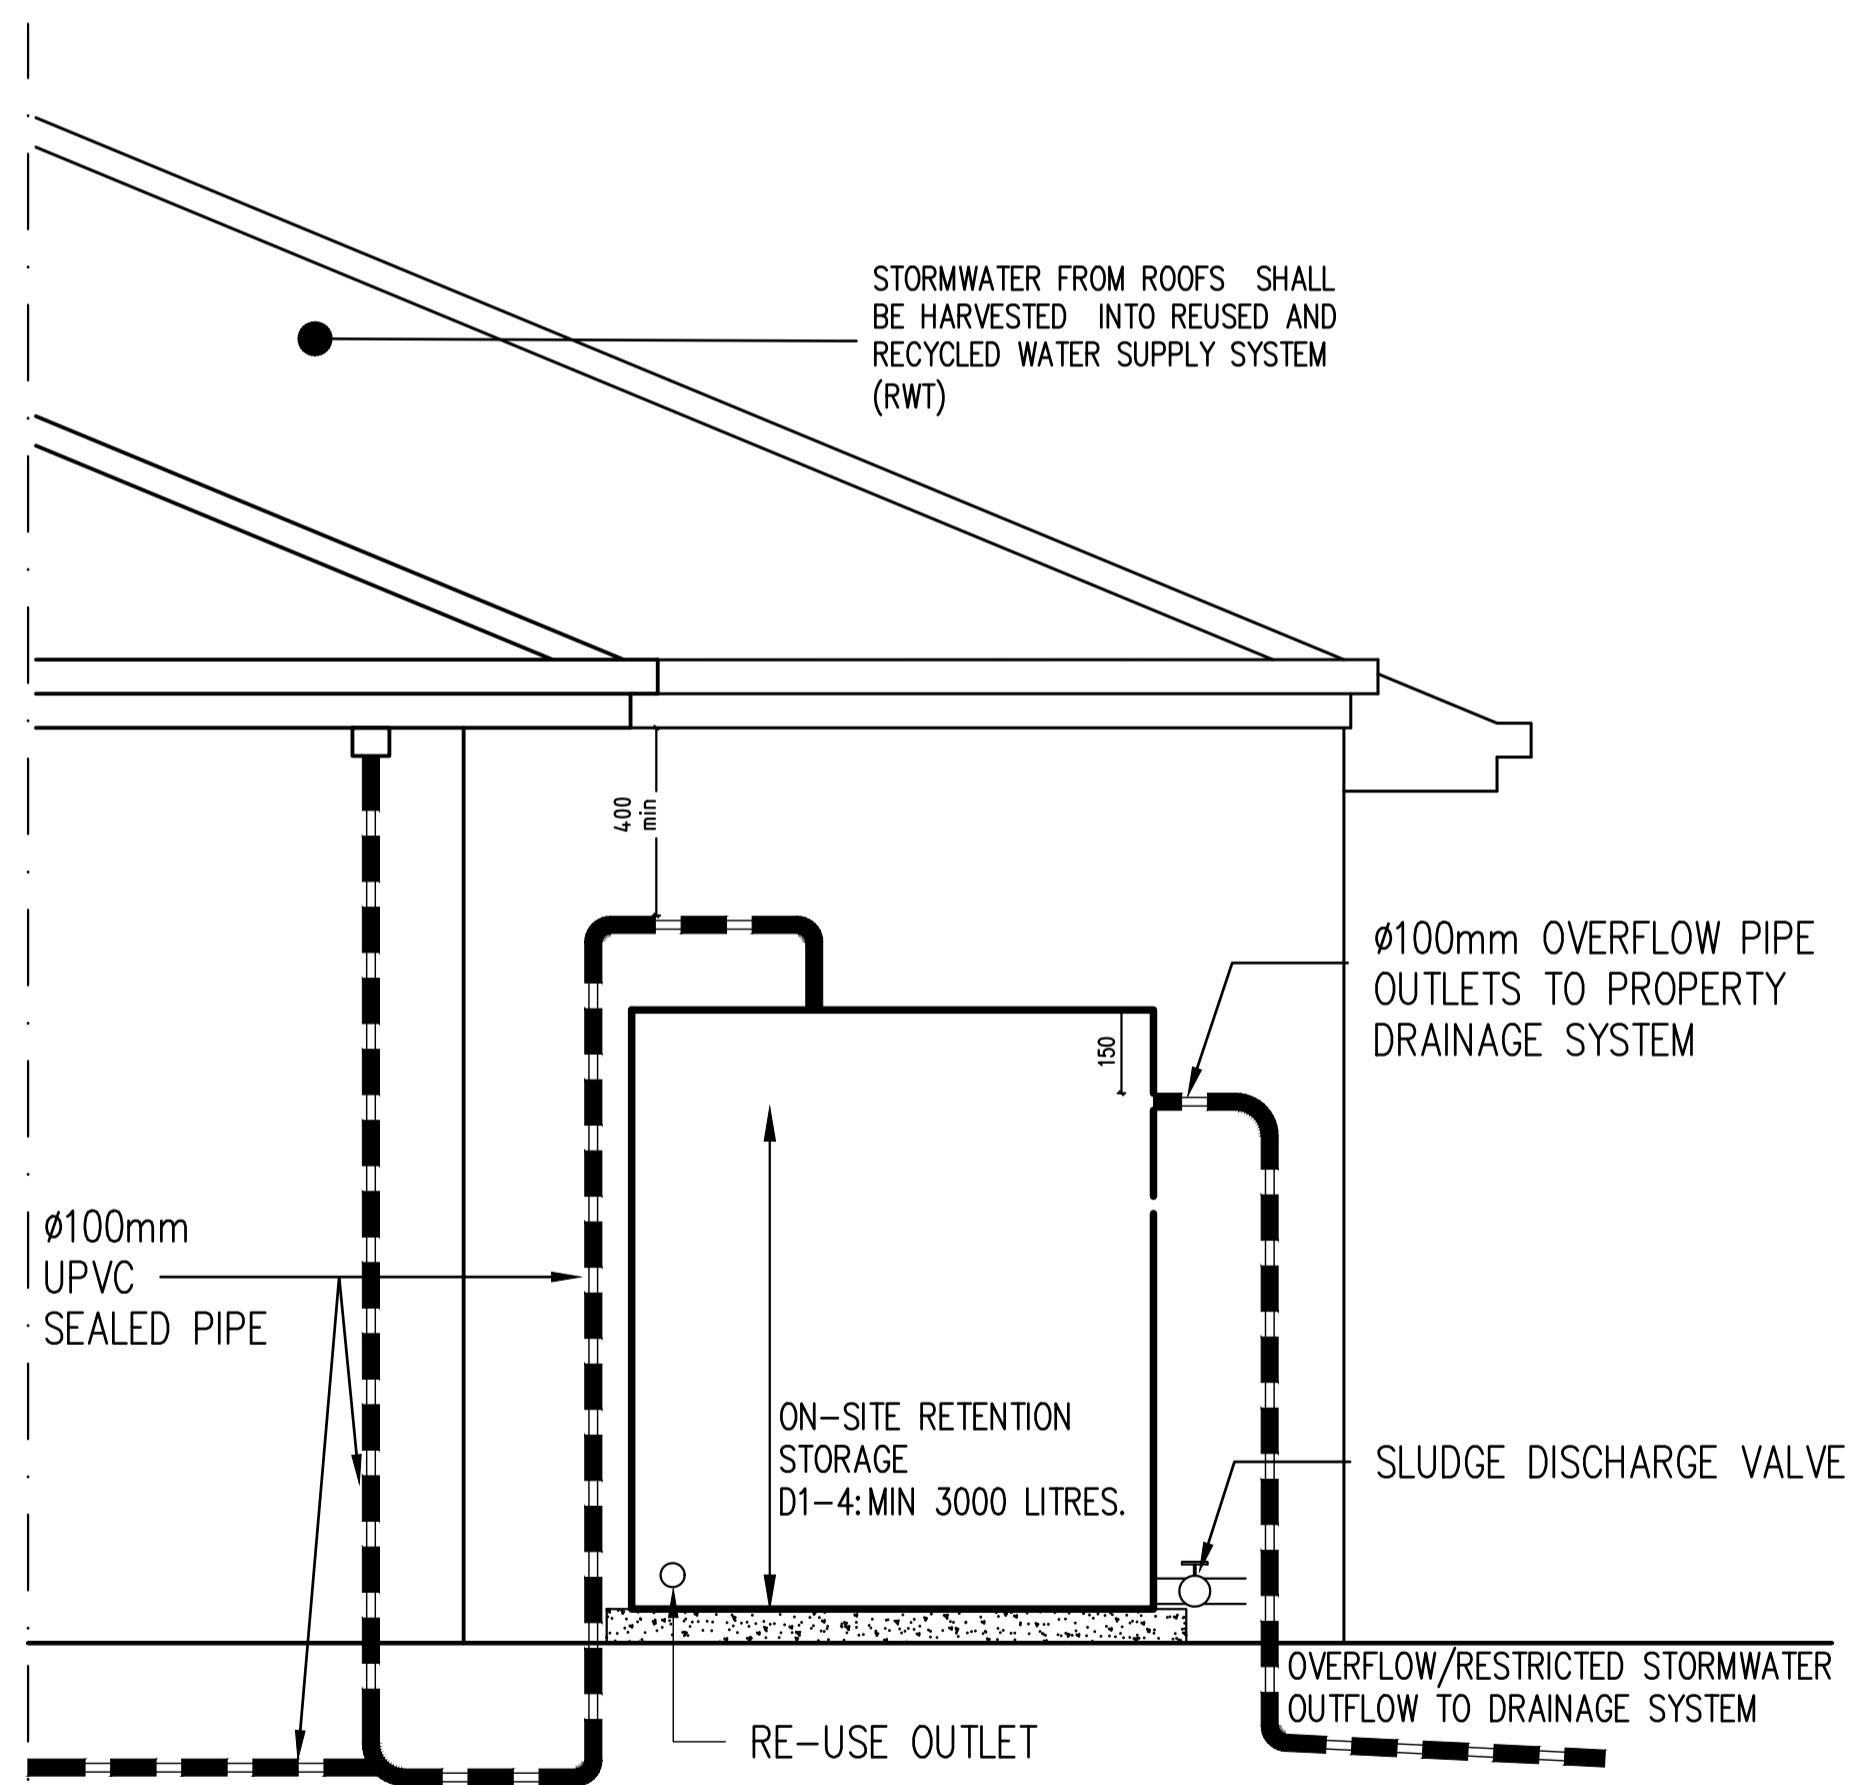 STORMWATER FROM ROOFS SHALL
BE HARVESTED INTO REUSED AND
RECYCLED WATER SUPPLY SYSTEM
(RWT)
400
min
ø100mm OVERFLOW PIPE
OUTLETS TO PROPERTY
DRAINAGE SYSTEM
150
ø100mm
UPVC
SEALED PIPE
ON-SITE RETENTION
STORAGE
D1-4:MIN 3000 LITRES.
SLUDGE DISCHARGE VALVE
OVERFLOW/RESTRICTED STORMWATER
OUTFLOW TO DRAINAGE SYSTEM
RE-USE OUTLET